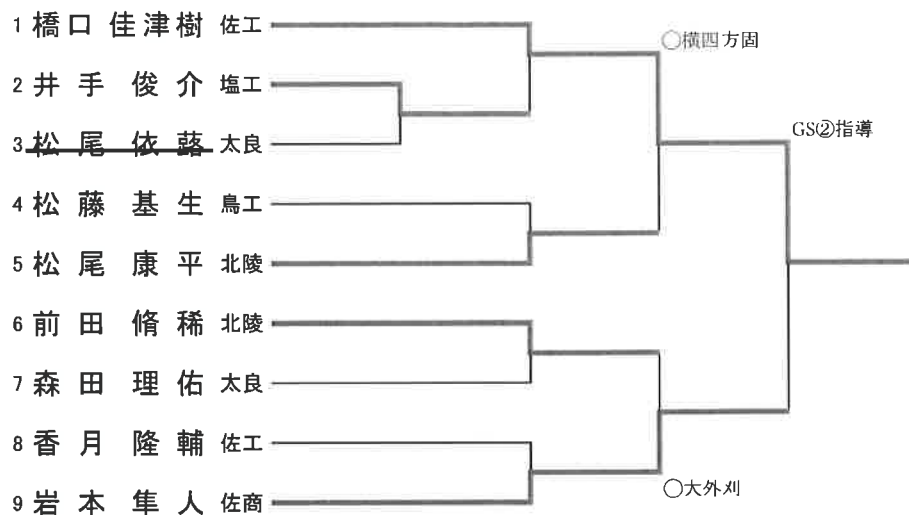 1 橋口 佳津樹 佐工
○横四方固
2 井手 俊介 塩工
GS②指導
3 松尾 依蕗 太良
4 松藤 基生 鳥工
5 松尾 康平 北陵
6 前田 脩稀 北陵
7 森田 理佑 太良
8 香月 隆輔 佐工
○大外刈
9 岩本 隼人 佐商